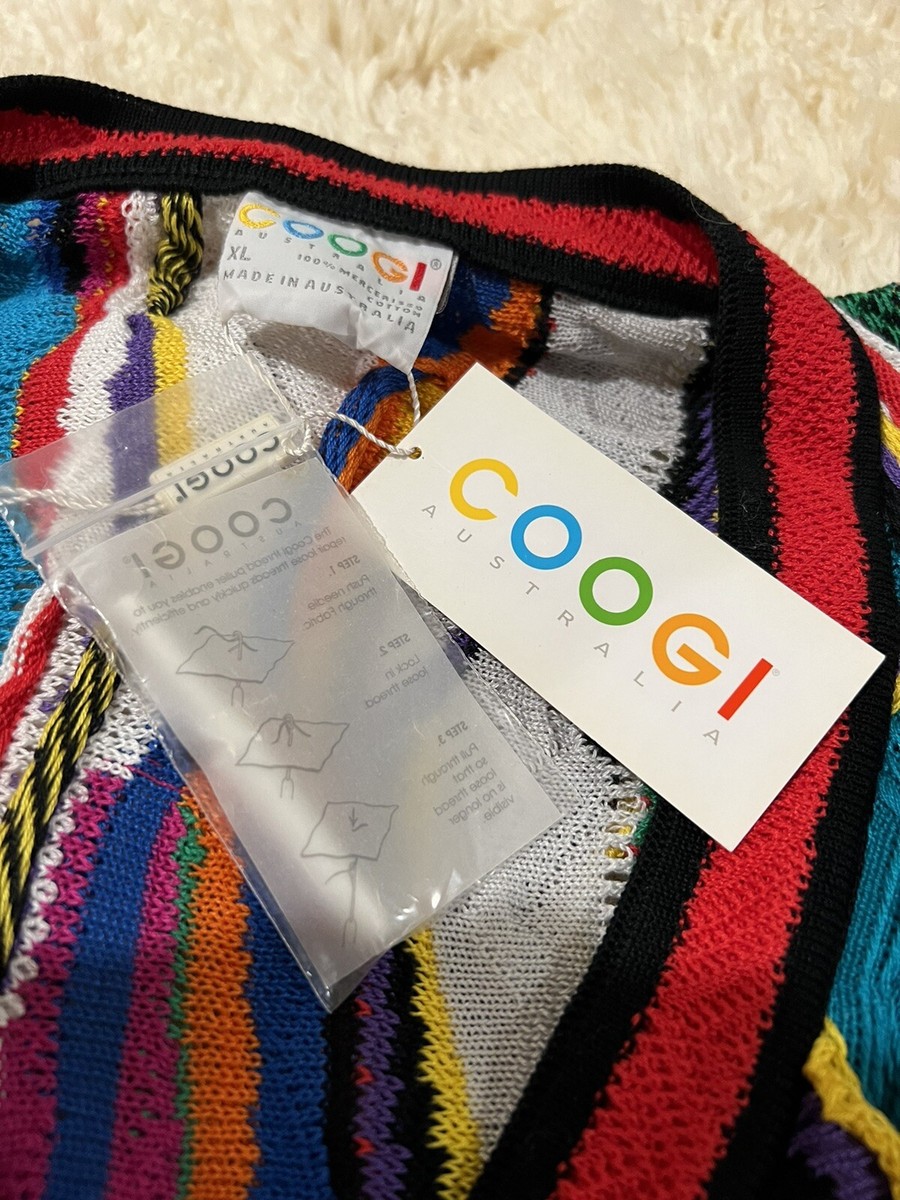 COOGI®
AUSTRALIA
XL 100% MERCERISED
COTTON
MADE IN AUSTRALIA
COOGI
AUSTRALIA
COOGI
AUSTRALIA
The Coogi thread puller enables you to
repair loose threads quickly and efficiently
STEP 1.
Push needle
through Fabric.
STEP 2.
Lock in
loose thread
STEP 3.
Pull through
so that
loose thread
is no longer
visible.
COOGI®
AUSTRALIA